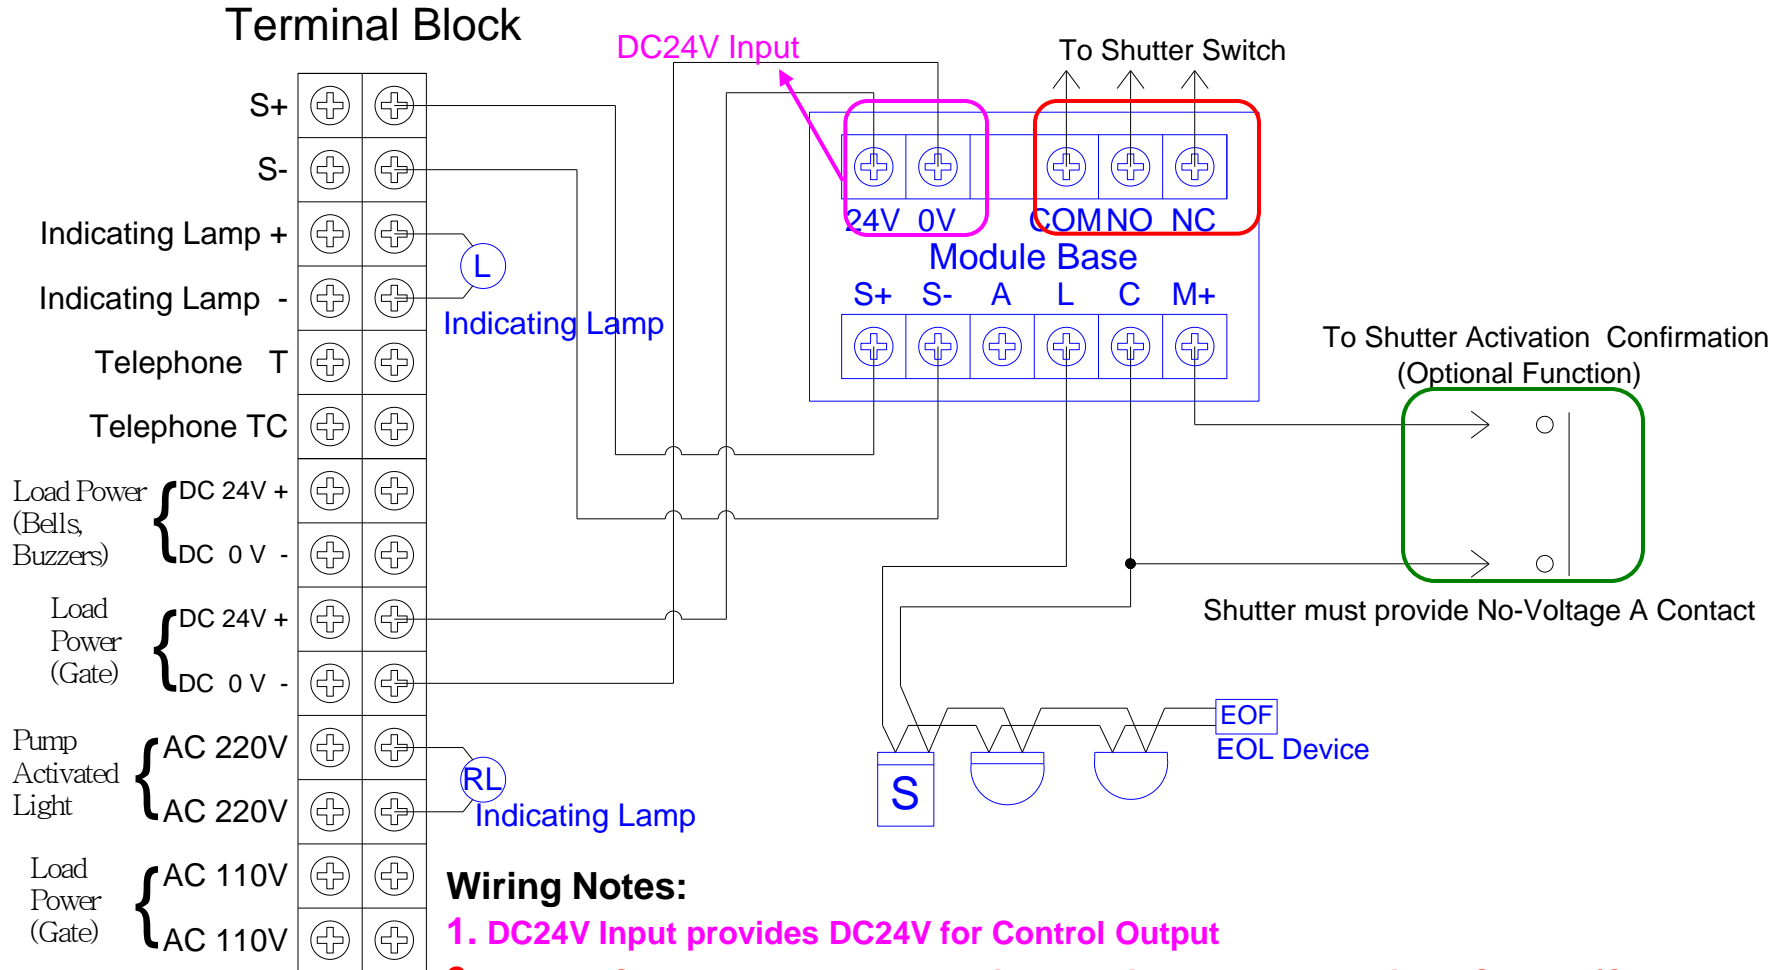 Terminal Block
DC24V Input
To Shutter Switch
S+
S-
Indicating Lamp +
Indicating Lamp -
Telephone T
Telephone TC
Load Power
(Bells,
Buzzers)
{
DC 24V +
DC 0 V -
Load
Power
(Gate)
{
DC 24V +
DC 0 V -
Pump
Activated
Light
{
AC 220V
AC 220V
Load
Power
(Gate)
{
AC 110V
AC 110V
L
Indicating Lamp
RL
Indicating Lamp
24V 0V COM NO NC
Module Base
S+ S- A L C M+
To Shutter Activation Confirmation
(Optional Function)
Shutter must provide No-Voltage A Contact
EOF
EOL Device
S
Wiring Notes:
1. DC24V Input provides DC24V for Control Output